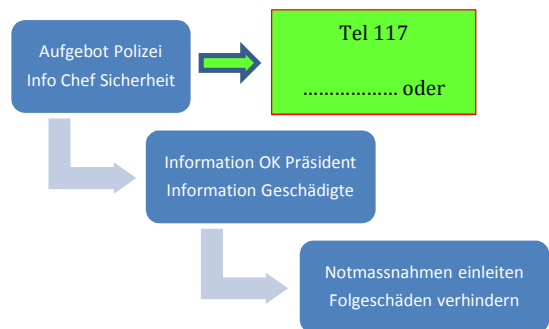 Aufgebot Polizei
Info Chef Sicherheit
Tel 117
……………… oder
Information OK Präsident
Information Geschädigte
Notmassnahmen einleiten
Folgeschäden verhindern